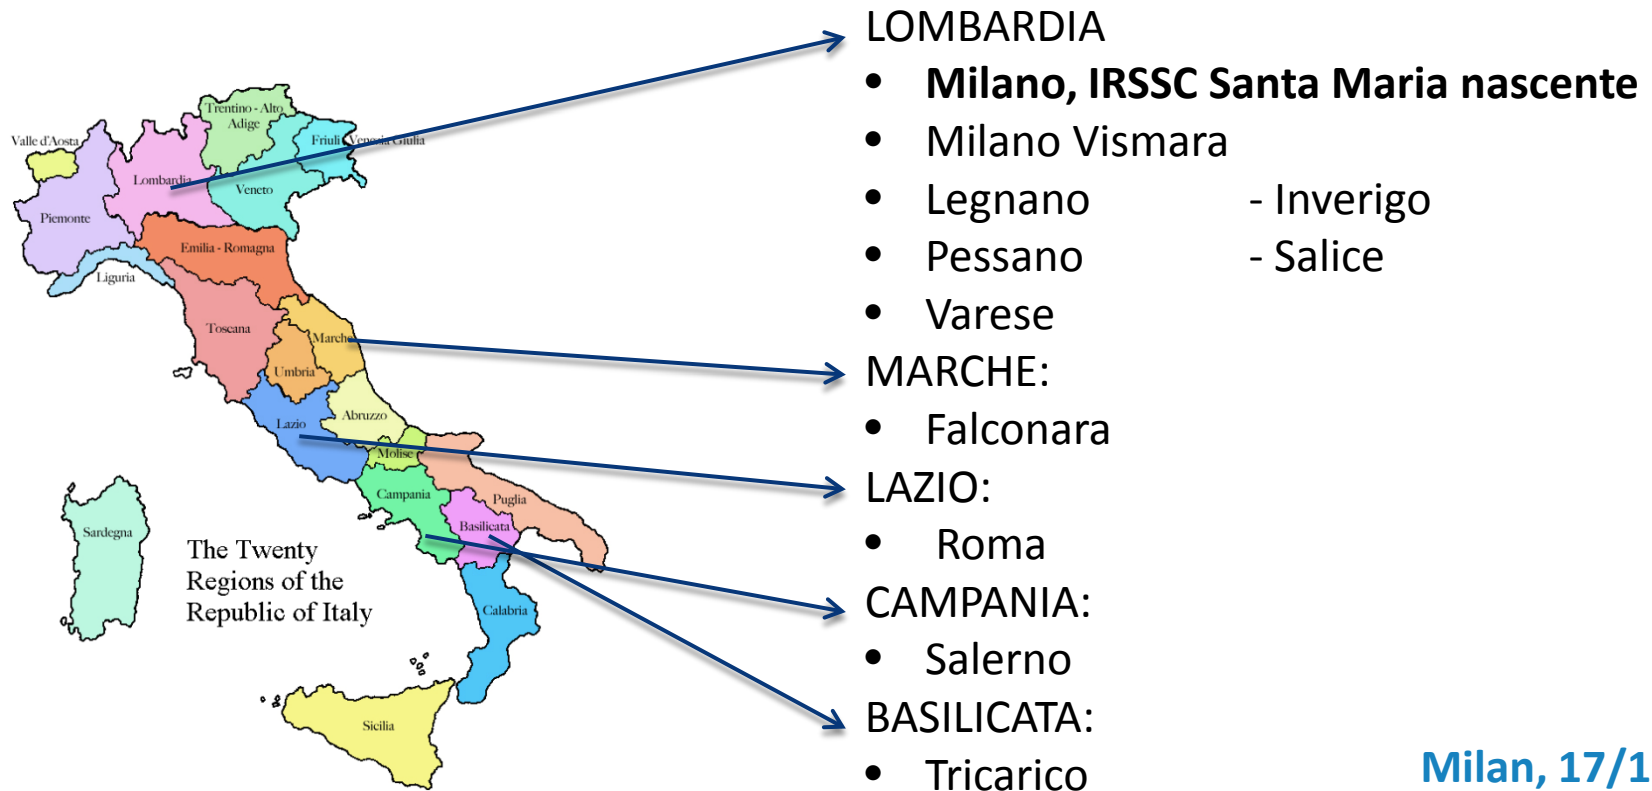 Trentino - Alto
Adige
Valle d'Aosta
Friuli Venezia Giulia
Lombardia
Veneto
Piemonte
Emilia - Romagna
Liguria
Toscana
Marche
Umbria
Abruzzo
Lazio
Molise
Campania
Puglia
Basilicata
Sardegna
Calabria
Sicilia
The Twenty
Regions of the
Republic of Italy
LOMBARDIA
• Milano, IRSSC Santa Maria nascente
• Milano Vismara
• Legnano - Inverigo
• Pessano - Salice
• Varese
MARCHE:
• Falconara
LAZIO:
• Roma
CAMPANIA:
• Salerno
BASILICATA:
• Tricarico
Milan, 17/1